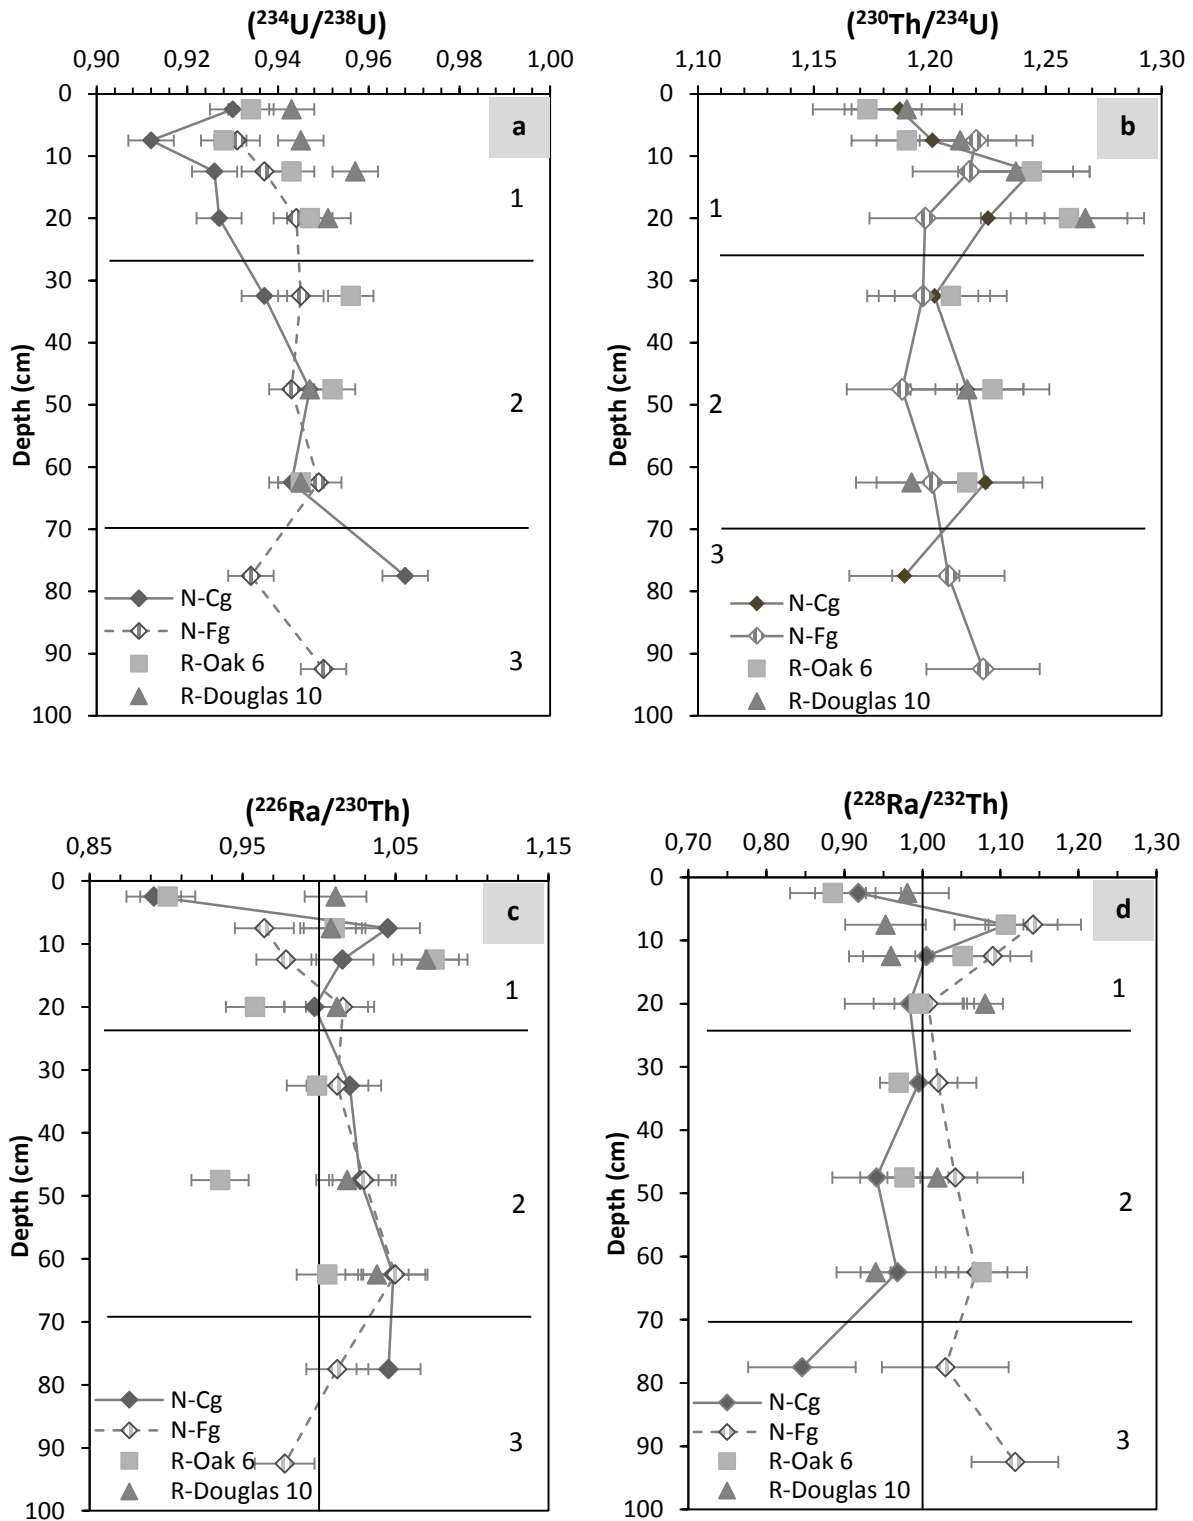 (²³⁴U/²³⁸U)
0,90 0,92 0,94 0,96 0,98 1,00
0
10
20
30
40
50
60
70
80
90
100
Depth (cm)
a
1
2
3
N-Cg
N-Fg
R-Oak 6
R-Douglas 10
(²³⁰Th/²³⁴U)
1,10 1,15 1,20 1,25 1,30
0
10
20
30
40
50
60
70
80
90
100
Depth (cm)
b
1
2
3
N-Cg
N-Fg
R-Oak 6
R-Douglas 10
(²²⁶Ra/²³⁰Th)
0,85 0,95 1,05 1,15
0
10
20
30
40
50
60
70
80
90
100
Depth (cm)
c
1
2
3
N-Cg
N-Fg
R-Oak 6
R-Douglas 10
(²²⁸Ra/²³²Th)
0,70 0,80 0,90 1,00 1,10 1,20 1,30
0
10
20
30
40
50
60
70
80
90
100
Depth (cm)
d
1
2
3
N-Cg
N-Fg
R-Oak 6
R-Douglas 10